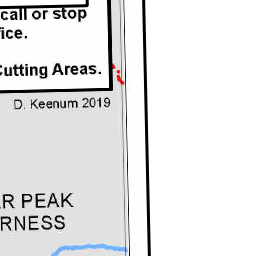 call or stop
fice.
Cutting Areas.
D. Keenum 2019
R PEAK
RNESS